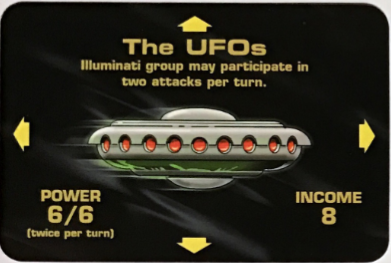 The UFOs
Illuminati group may participate in
two attacks per turn.
POWER
6/6
(twice per turn)
INCOME
8